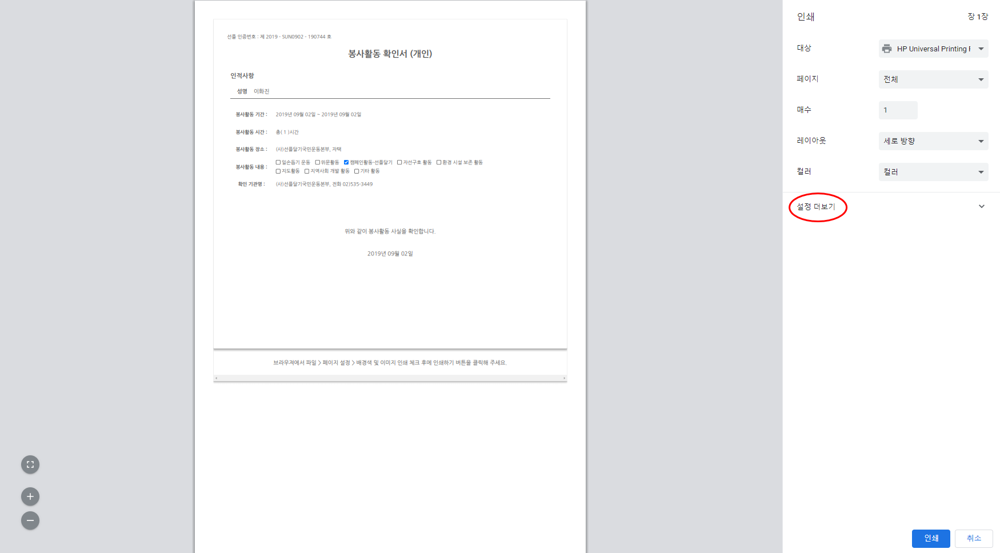 선플 인증번호 : 제 2019 - SUN0902 - 190744 호
봉사활동 확인서 (개인)
인적사항
성명 이화진
봉사활동 기간 : 2019년 09월 02일 ~ 2019년 09월 02일
봉사활동 시간 : 총( 1 )시간
봉사활동 장소 : (사)선플달기국민운동본부, 자택
봉사활동 내용 : 일손돕기 운동 위문활동 캠페인활동-선플달기 자선구호 활동 환경 시설 보존 활동
지도활동 지역사회 개발 활동 기타 활동
확인 기관명 : (사)선플달기국민운동본부, 전화 02)535-3449
위와 같이 봉사활동 사실을 확인합니다.
2019년 09월 02일
브라우져에서 파일 > 페이지 설정 > 배경색 및 이미지 인쇄 체크 후에 인쇄하기 버튼을 클릭해 주세요.
인쇄 장 1장
대상 HP Universal Printing
페이지 전체
매수 1
레이아웃 세로 방향
컬러 컬러
설정 더보기
인쇄 취소